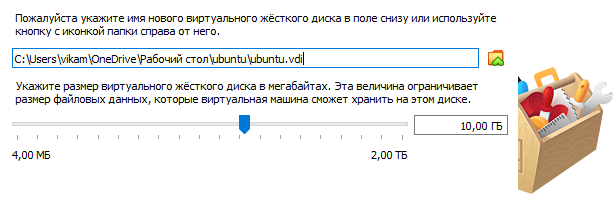 Пожалуйста укажите имя нового виртуального жёсткого диска в поле снизу или используйте
кнопку с иконкой папки справа от него.
C:\Users\vikam\OneDrive\Рабочий стол\ubuntu\ubuntu.vdi
Укажите размер виртуального жёсткого диска в мегабайтах. Эта величина ограничивает
размер файловых данных, которые виртуальная машина сможет хранить на этом диске.
10,00 ГБ
4,00 МБ 2,00 ТБ